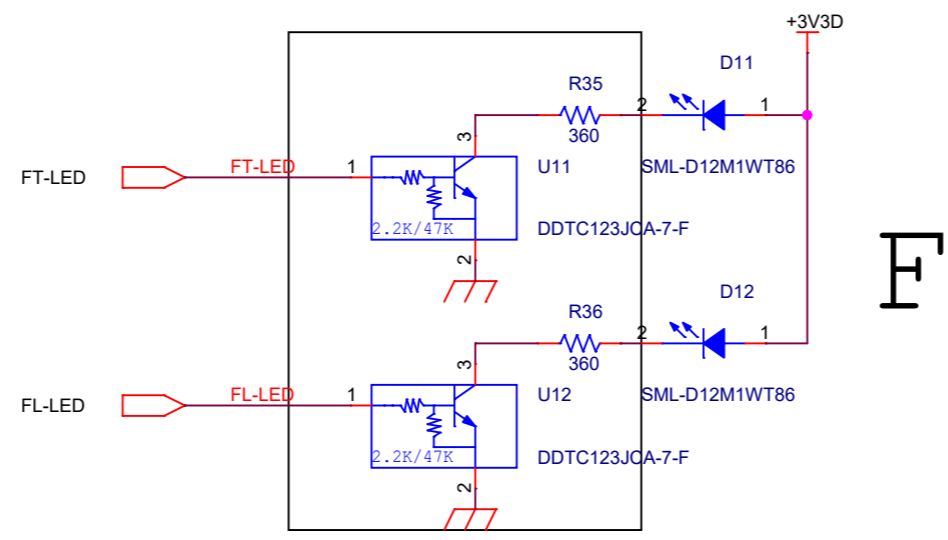 +3V3D
D11
R35
2
1
360
3
FT-LED
FT-LED
1
U11
SML-D12M1WT86
2.2K/47K
DDTC123JCA-7-F
2
F
D12
R36
2
1
360
3
FL-LED
FL-LED
1
U12
SML-D12M1WT86
2.2K/47K
DDTC123JCA-7-F
2